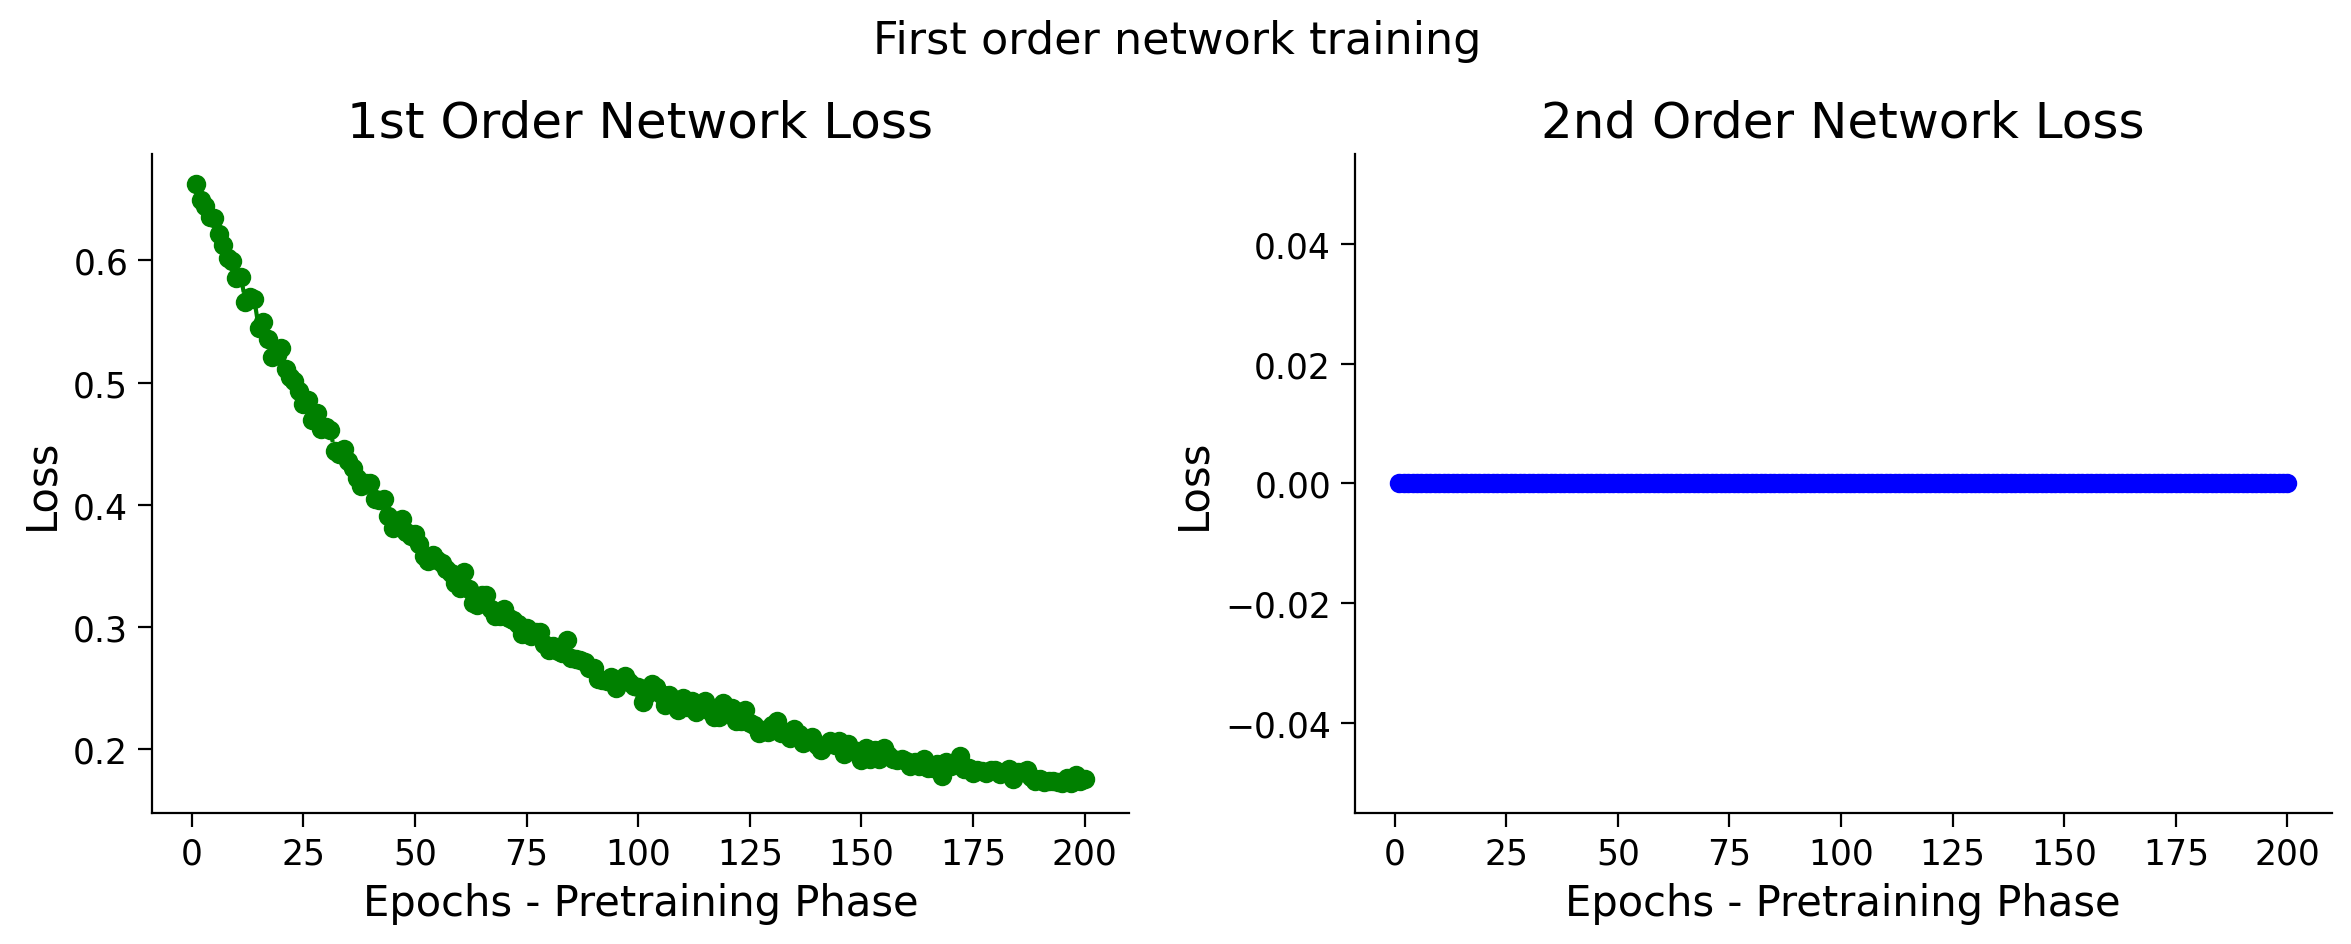 First order network training
1st Order Network Loss
Loss
0.6
0.5
0.4
0.3
0.2
0 25 50 75 100 125 150 175 200
Epochs - Pretraining Phase
2nd Order Network Loss
Loss
0.04
0.02
0.00
−0.02
−0.04
0 25 50 75 100 125 150 175 200
Epochs - Pretraining Phase